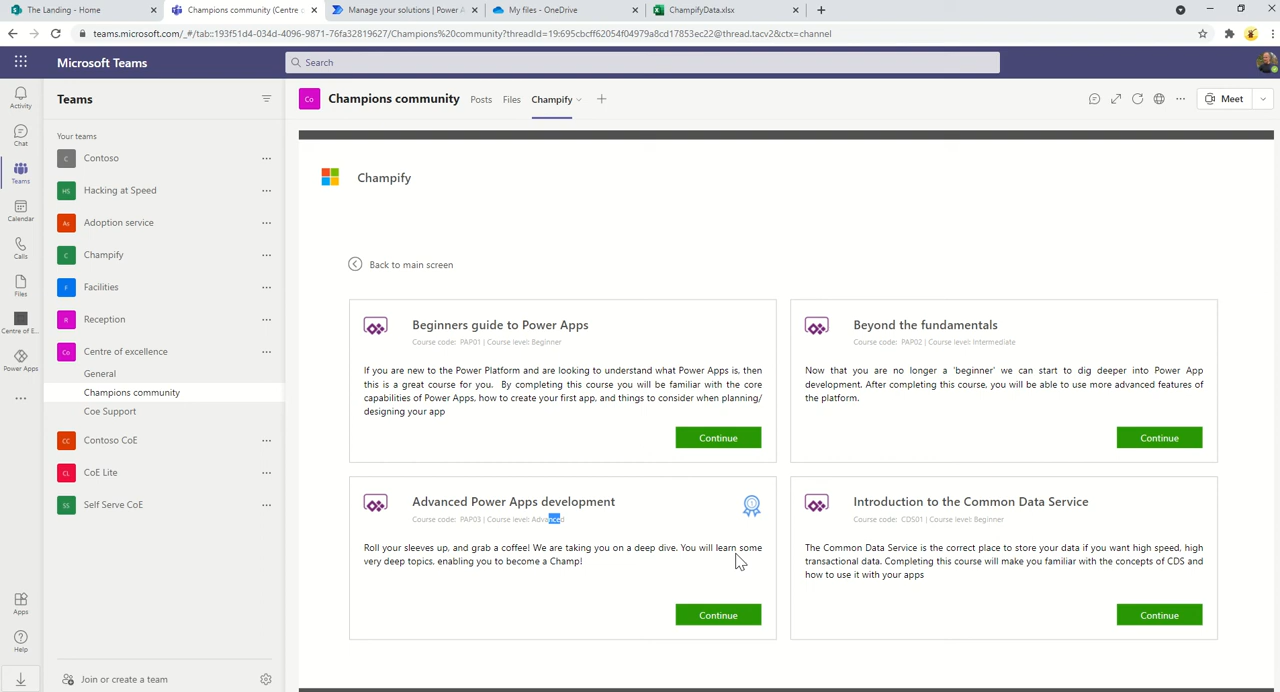 The Landing - Home
Champions community (Centre o
Manage your solutions | Power A
My files - OneDrive
ChampifyData.xlsx
teams.microsoft.com/_#/tab::193f51d4-034d-4096-9871-76fa32819627/Champions%20community?threadId=19:695cbcff62054f04979a8cd17853ec22@thread.tacv2&ctx=channel
Microsoft Teams
Search
Activity
Chat
Teams
Calendar
Calls
Files
Centre of E...
Power Apps
Apps
Help
Teams
Your teams
C Contoso
HS Hacking at Speed
As Adoption service
C Champify
F Facilities
R Reception
Co Centre of excellence
General
Champions community
Coe Support
CC Contoso CoE
CL CoE Lite
SS Self Serve CoE
Join or create a team
Co Champions community Posts Files Champify
Meet
Champify
Back to main screen
Beginners guide to Power Apps
Course code: PAP01 | Course level: Beginner
If you are new to the Power Platform and are looking to understand what Power Apps is, then
this is a great course for you. By completing this course you will be familiar with the core
capabilities of Power Apps, how to create your first app, and things to consider when planning/
designing your app
Continue
Beyond the fundamentals
Course code: PAP02 | Course level: Intermediate
Now that you are no longer a 'beginner' we can start to dig deeper into Power App
development. After completing this course, you will be able to use more advanced features of
the platform.
Continue
Advanced Power Apps development
Course code: PAP03 | Course level: Advanced
Roll your sleeves up, and grab a coffee! We are taking you on a deep dive. You will learn some
very deep topics, enabling you to become a Champ!
Continue
Introduction to the Common Data Service
Course code: CDS01 | Course level: Beginner
The Common Data Service is the correct place to store your data if you want high speed, high
transactional data. Completing this course will make you familiar with the concepts of CDS and
how to use it with your apps
Continue